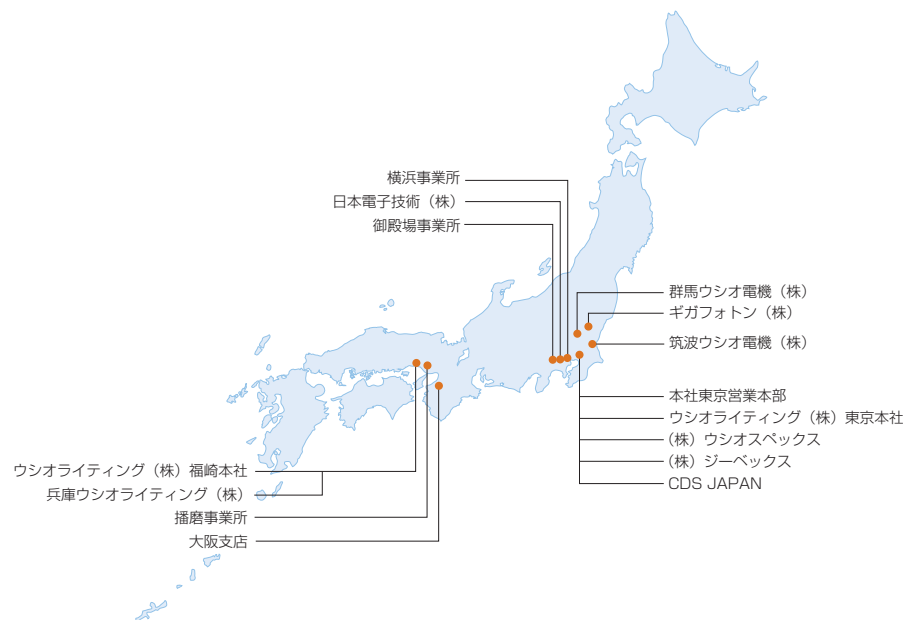 横浜事業所
日本電子技術（株）
御殿場事業所
群馬ウシオ電機（株）
ギガフォトン（株）
筑波ウシオ電機（株）
本社東京営業本部
ウシオライティング（株）東京本社
（株）ウシオスペックス
（株）ジーベックス
CDS JAPAN
ウシオライティング（株）福崎本社
兵庫ウシオライティング（株）
播磨事業所
大阪支店